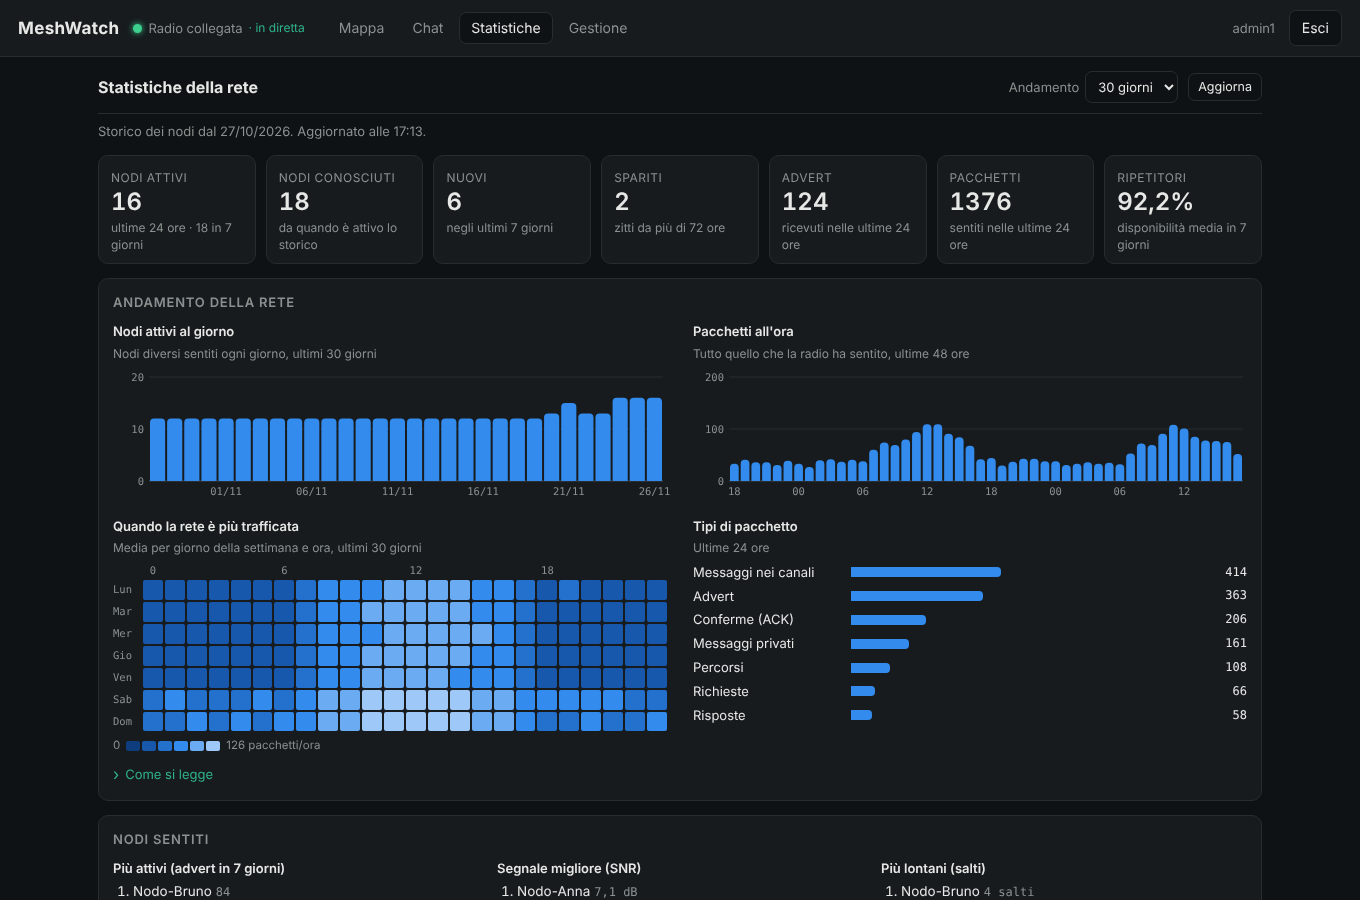 MeshWatch Radio collegata · in diretta Mappa Chat Statistiche Gestione admin1 Esci
Statistiche della rete Andamento 30 giorni Aggiorna
Storico dei nodi dal 27/10/2026. Aggiornato alle 17:13.
NODI ATTIVI
16
ultime 24 ore · 18 in 7
giorni
NODI CONOSCIUTI
18
da quando è attivo lo
storico
NUOVI
6
negli ultimi 7 giorni
SPARITI
2
zitti da più di 72 ore
ADVERT
124
ricevuti nelle ultime 24
ore
PACCHETTI
1376
sentiti nelle ultime 24
ore
RIPETITORI
92,2%
disponibilità media in 7
giorni
ANDAMENTO DELLA RETE
Nodi attivi al giorno
Nodi diversi sentiti ogni giorno, ultimi 30 giorni
20
10
0
01/11 06/11 11/11 16/11 21/11 26/11
Pacchetti all'ora
Tutto quello che la radio ha sentito, ultime 48 ore
200
100
0
18 00 06 12 18 00 06 12
Quando la rete è più trafficata
Media per giorno della settimana e ora, ultimi 30 giorni
0 6 12 18
Lun
Mar
Mer
Gio
Ven
Sab
Dom
0 126 pacchetti/ora
› Come si legge
Tipi di pacchetto
Ultime 24 ore
Messaggi nei canali 414
Advert 363
Conferme (ACK) 206
Messaggi privati 161
Percorsi 108
Richieste 66
Risposte 58
NODI SENTITI
Più attivi (advert in 7 giorni)
1. Nodo-Bruno 84
Segnale migliore (SNR)
1. Nodo-Anna 7,1 dB
Più lontani (salti)
1. Nodo-Bruno 4 salti